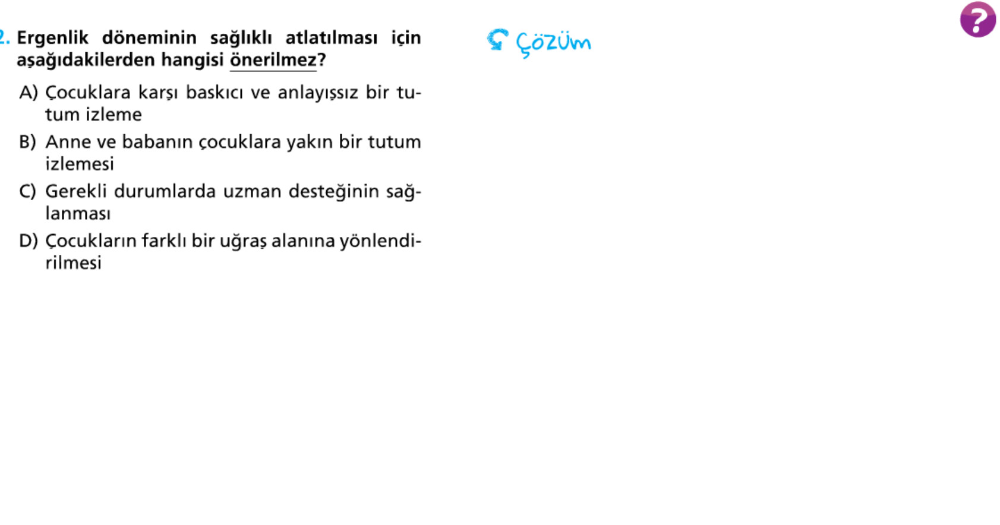 2. Ergenlik döneminin sağlıklı atlatılması için
aşağıdakilerden hangisi önerilmez?
A) Çocuklara karşı baskıcı ve anlayışsız bir tu-
tum izleme
B) Anne ve babanın çocuklara yakın bir tutum
izlemesi
C) Gerekli durumlarda uzman desteğinin sağ-
lanması
D) Çocukların farklı bir uğraş alanına yönlendi-
rilmesi
Çözüm
?